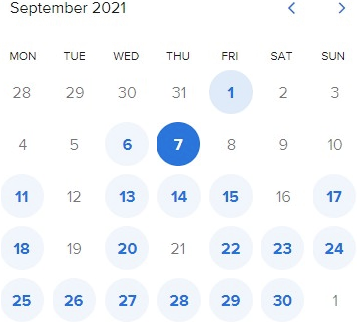 September 2021 < >
MON TUE WED THU FRI SAT SUN
28 29 30 31 1 2 3
4 5 6 7 8 9 10
11 12 13 14 15 16 17
18 19 20 21 22 23 24
25 26 27 28 29 30 1